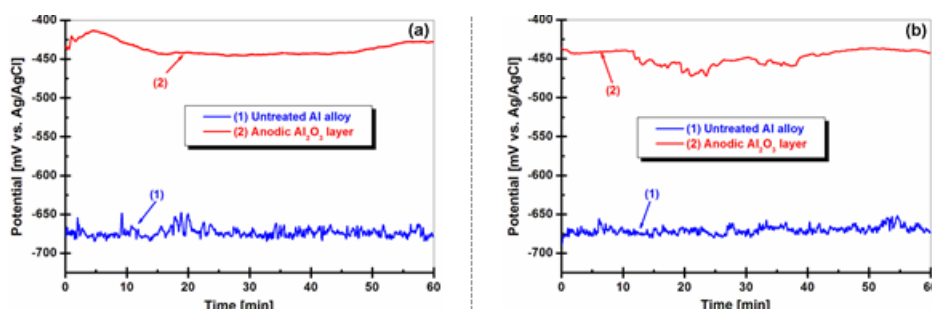 (a)
Potential [mV vs. Ag/AgCl]
-400
-450
-500
-550
-600
-650
-700
(2)
(1) Untreated Al alloy
(2) Anodic Al₂O₃ layer
(1)
0 10 20 30 40 50 60
Time [min]
(b)
Potential [mV vs. Ag/AgCl]
-400
-450
-500
-550
-600
-650
-700
(2)
(1) Untreated Al alloy
(2) Anodic Al₂O₃ layer
(1)
0 10 20 30 40 50 60
Time [min]